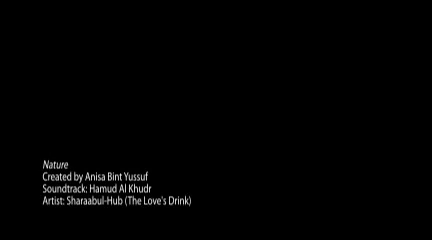 Nature
Created by Anisa Bint Yussuf
Soundtrack: Hamud Al Khudr
Artist: Sharaabul-Hub (The Love's Drink)